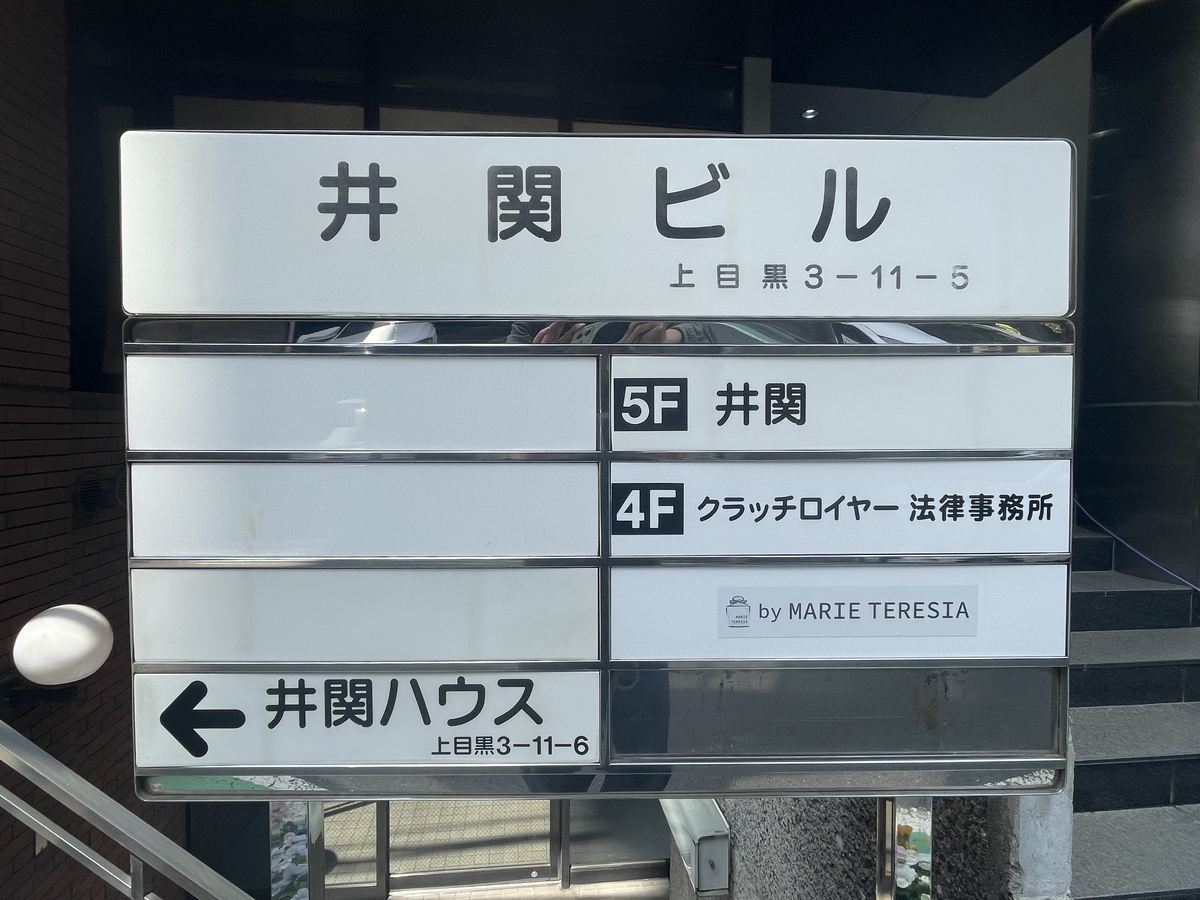 井関ビル
上目黒3-11-5
5F 井関
4F クラッチロイヤー 法律事務所
by MARIE TERESIA
井関ハウス
上目黒3-11-6